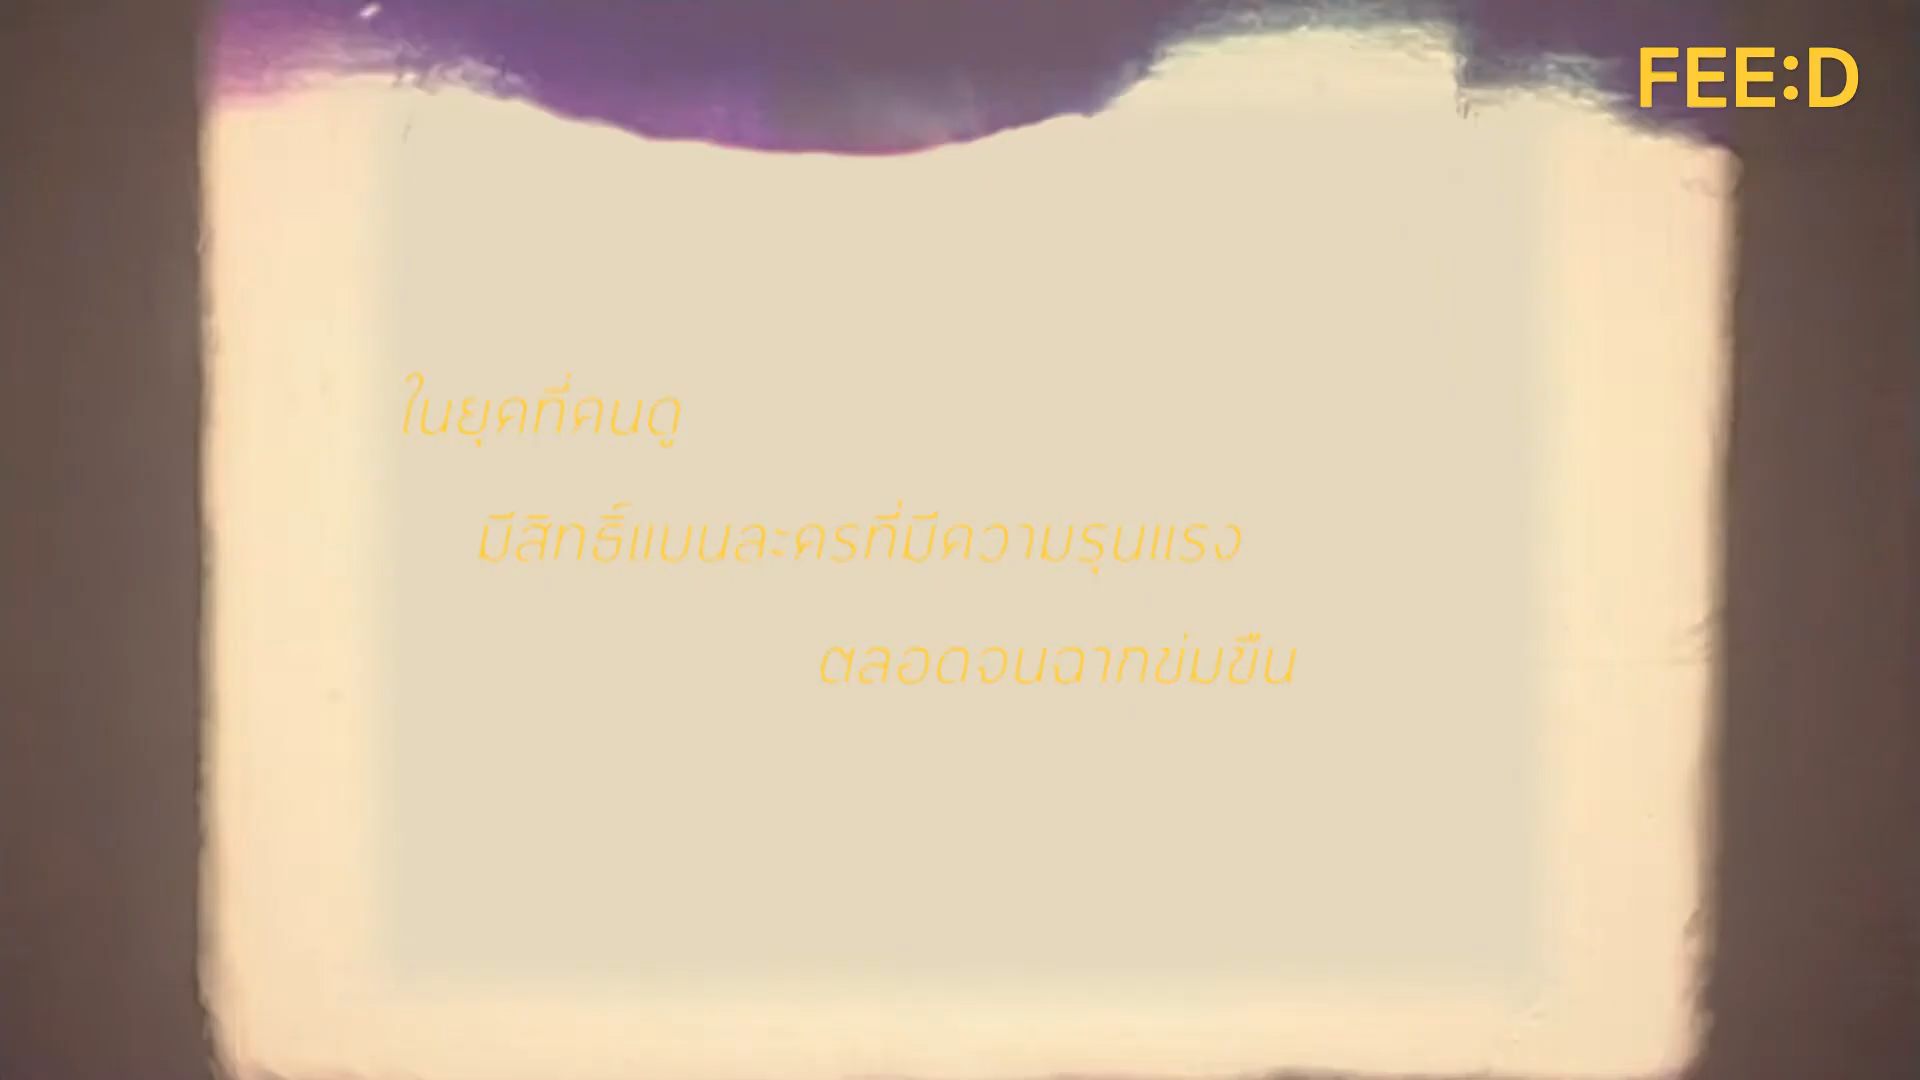 FEE:D
ในยุคที่คนดู
มีสิทธิ์แบนละครที่มีความรุนแรง
ตลอดจนฉากข่มขืน